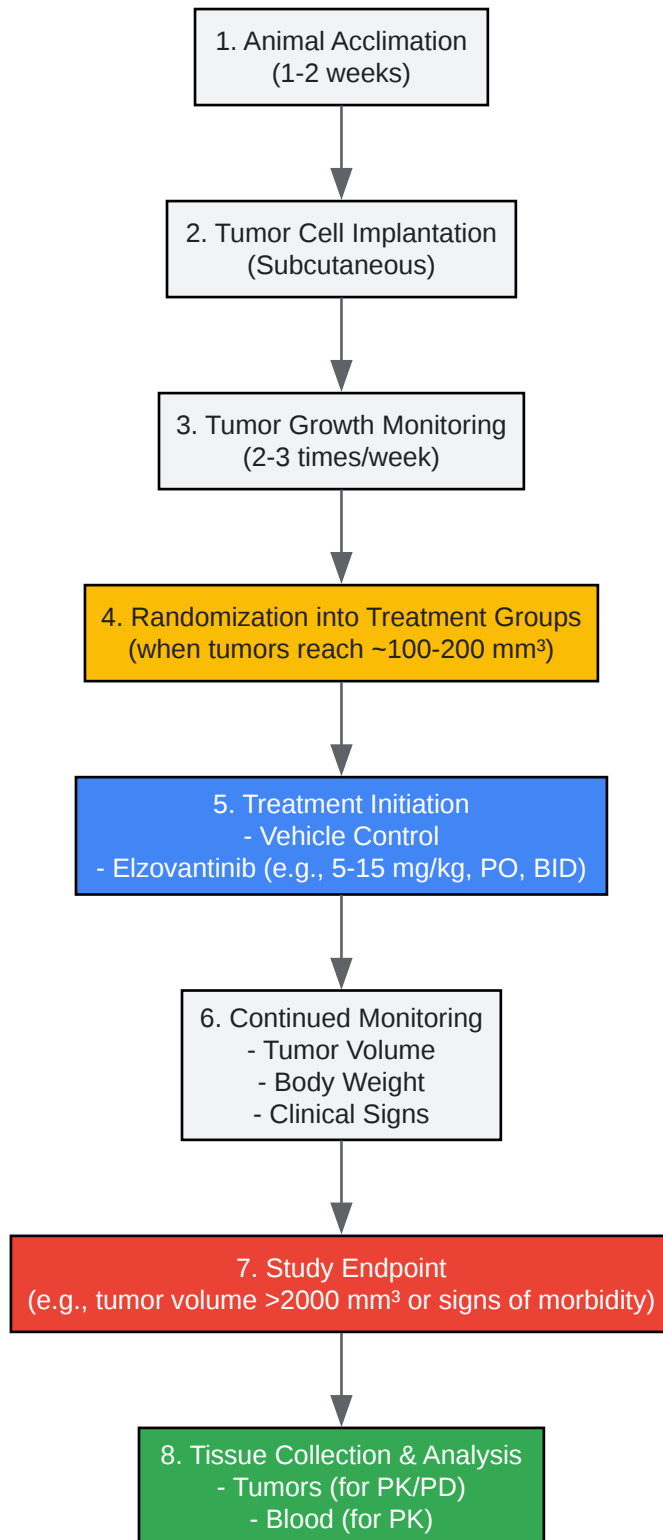 1. Animal Acclimation
(1-2 weeks)
2. Tumor Cell Implantation
(Subcutaneous)
3. Tumor Growth Monitoring
(2-3 times/week)
4. Randomization into Treatment Groups
(when tumors reach ~100-200 mm³)
5. Treatment Initiation
- Vehicle Control
- Elzovantinib (e.g., 5-15 mg/kg, PO, BID)
6. Continued Monitoring
- Tumor Volume
- Body Weight
- Clinical Signs
7. Study Endpoint
(e.g., tumor volume >2000 mm³ or signs of morbidity)
8. Tissue Collection & Analysis
- Tumors (for PK/PD)
- Blood (for PK)